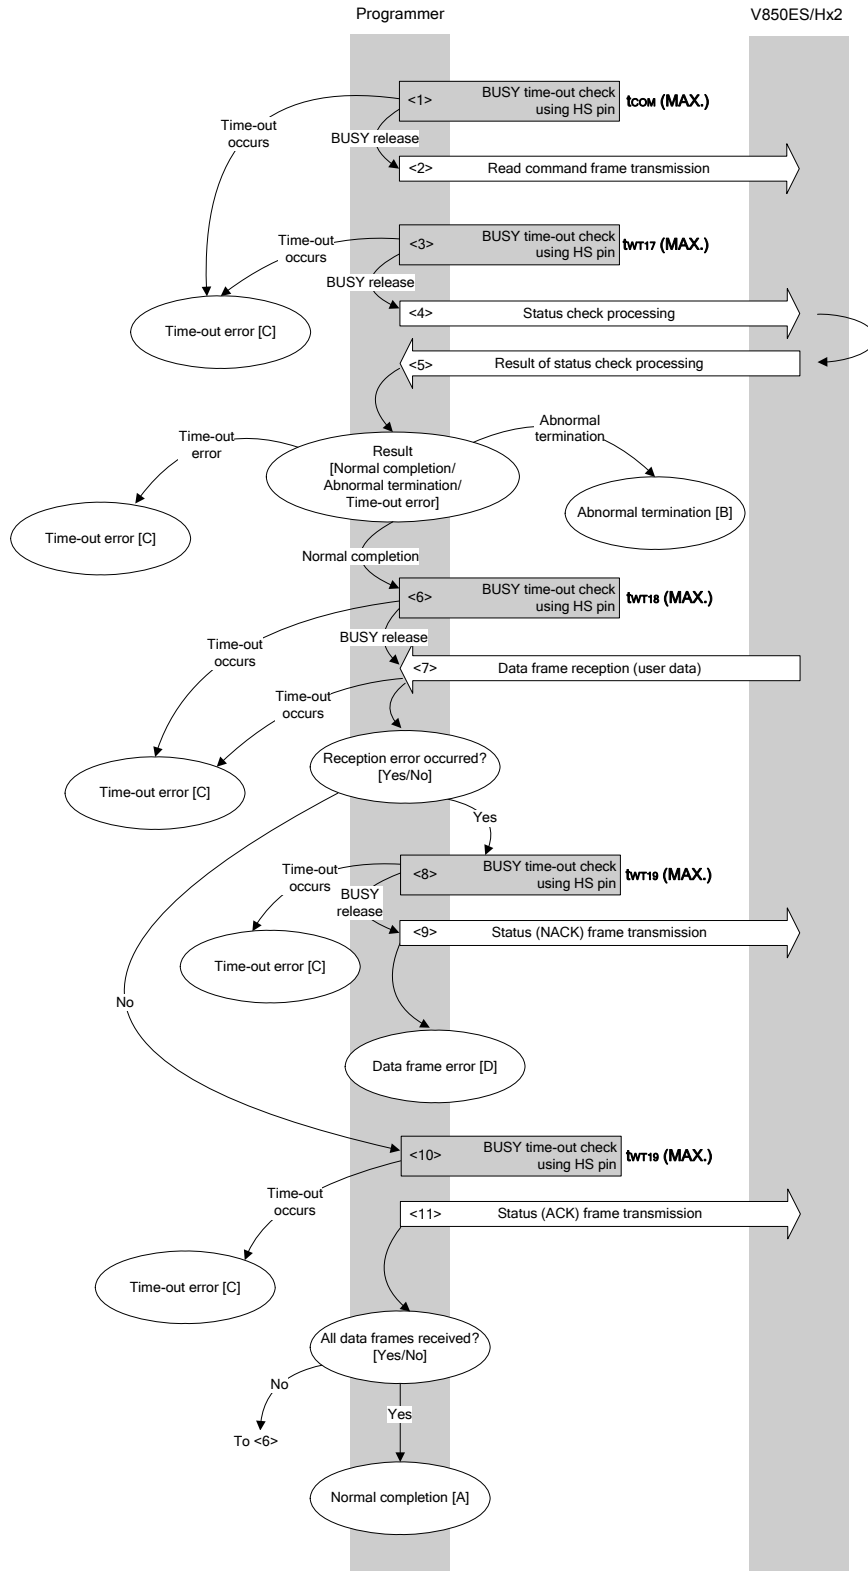 Programmer
V850ES/Hx2
<1>
BUSY time-out check
using HS pin
tCOM (MAX.)
Time-out
occurs
BUSY release
<2>
Read command frame transmission
<3>
BUSY time-out check
using HS pin
tWT17 (MAX.)
Time-out
occurs
BUSY release
<4>
Status check processing
Time-out error [C]
<5>
Result of status check processing
Time-out
error
Abnormal
termination
Result
[Normal completion/
Abnormal termination/
Time-out error]
Abnormal termination [B]
Time-out error [C]
Normal completion
<6>
BUSY time-out check
using HS pin
tWT18 (MAX.)
Time-out
occurs
BUSY release
<7>
Data frame reception (user data)
Time-out
occurs
Reception error occurred?
[Yes/No]
Time-out error [C]
Yes
<8>
BUSY time-out check
using HS pin
tWT19 (MAX.)
Time-out
occurs
BUSY
release
<9>
Status (NACK) frame transmission
Time-out error [C]
No
Data frame error [D]
<10>
BUSY time-out check
using HS pin
tWT19 (MAX.)
Time-out
occurs
<11>
Status (ACK) frame transmission
Time-out error [C]
All data frames received?
[Yes/No]
No
Yes
To <6>
Normal completion [A]